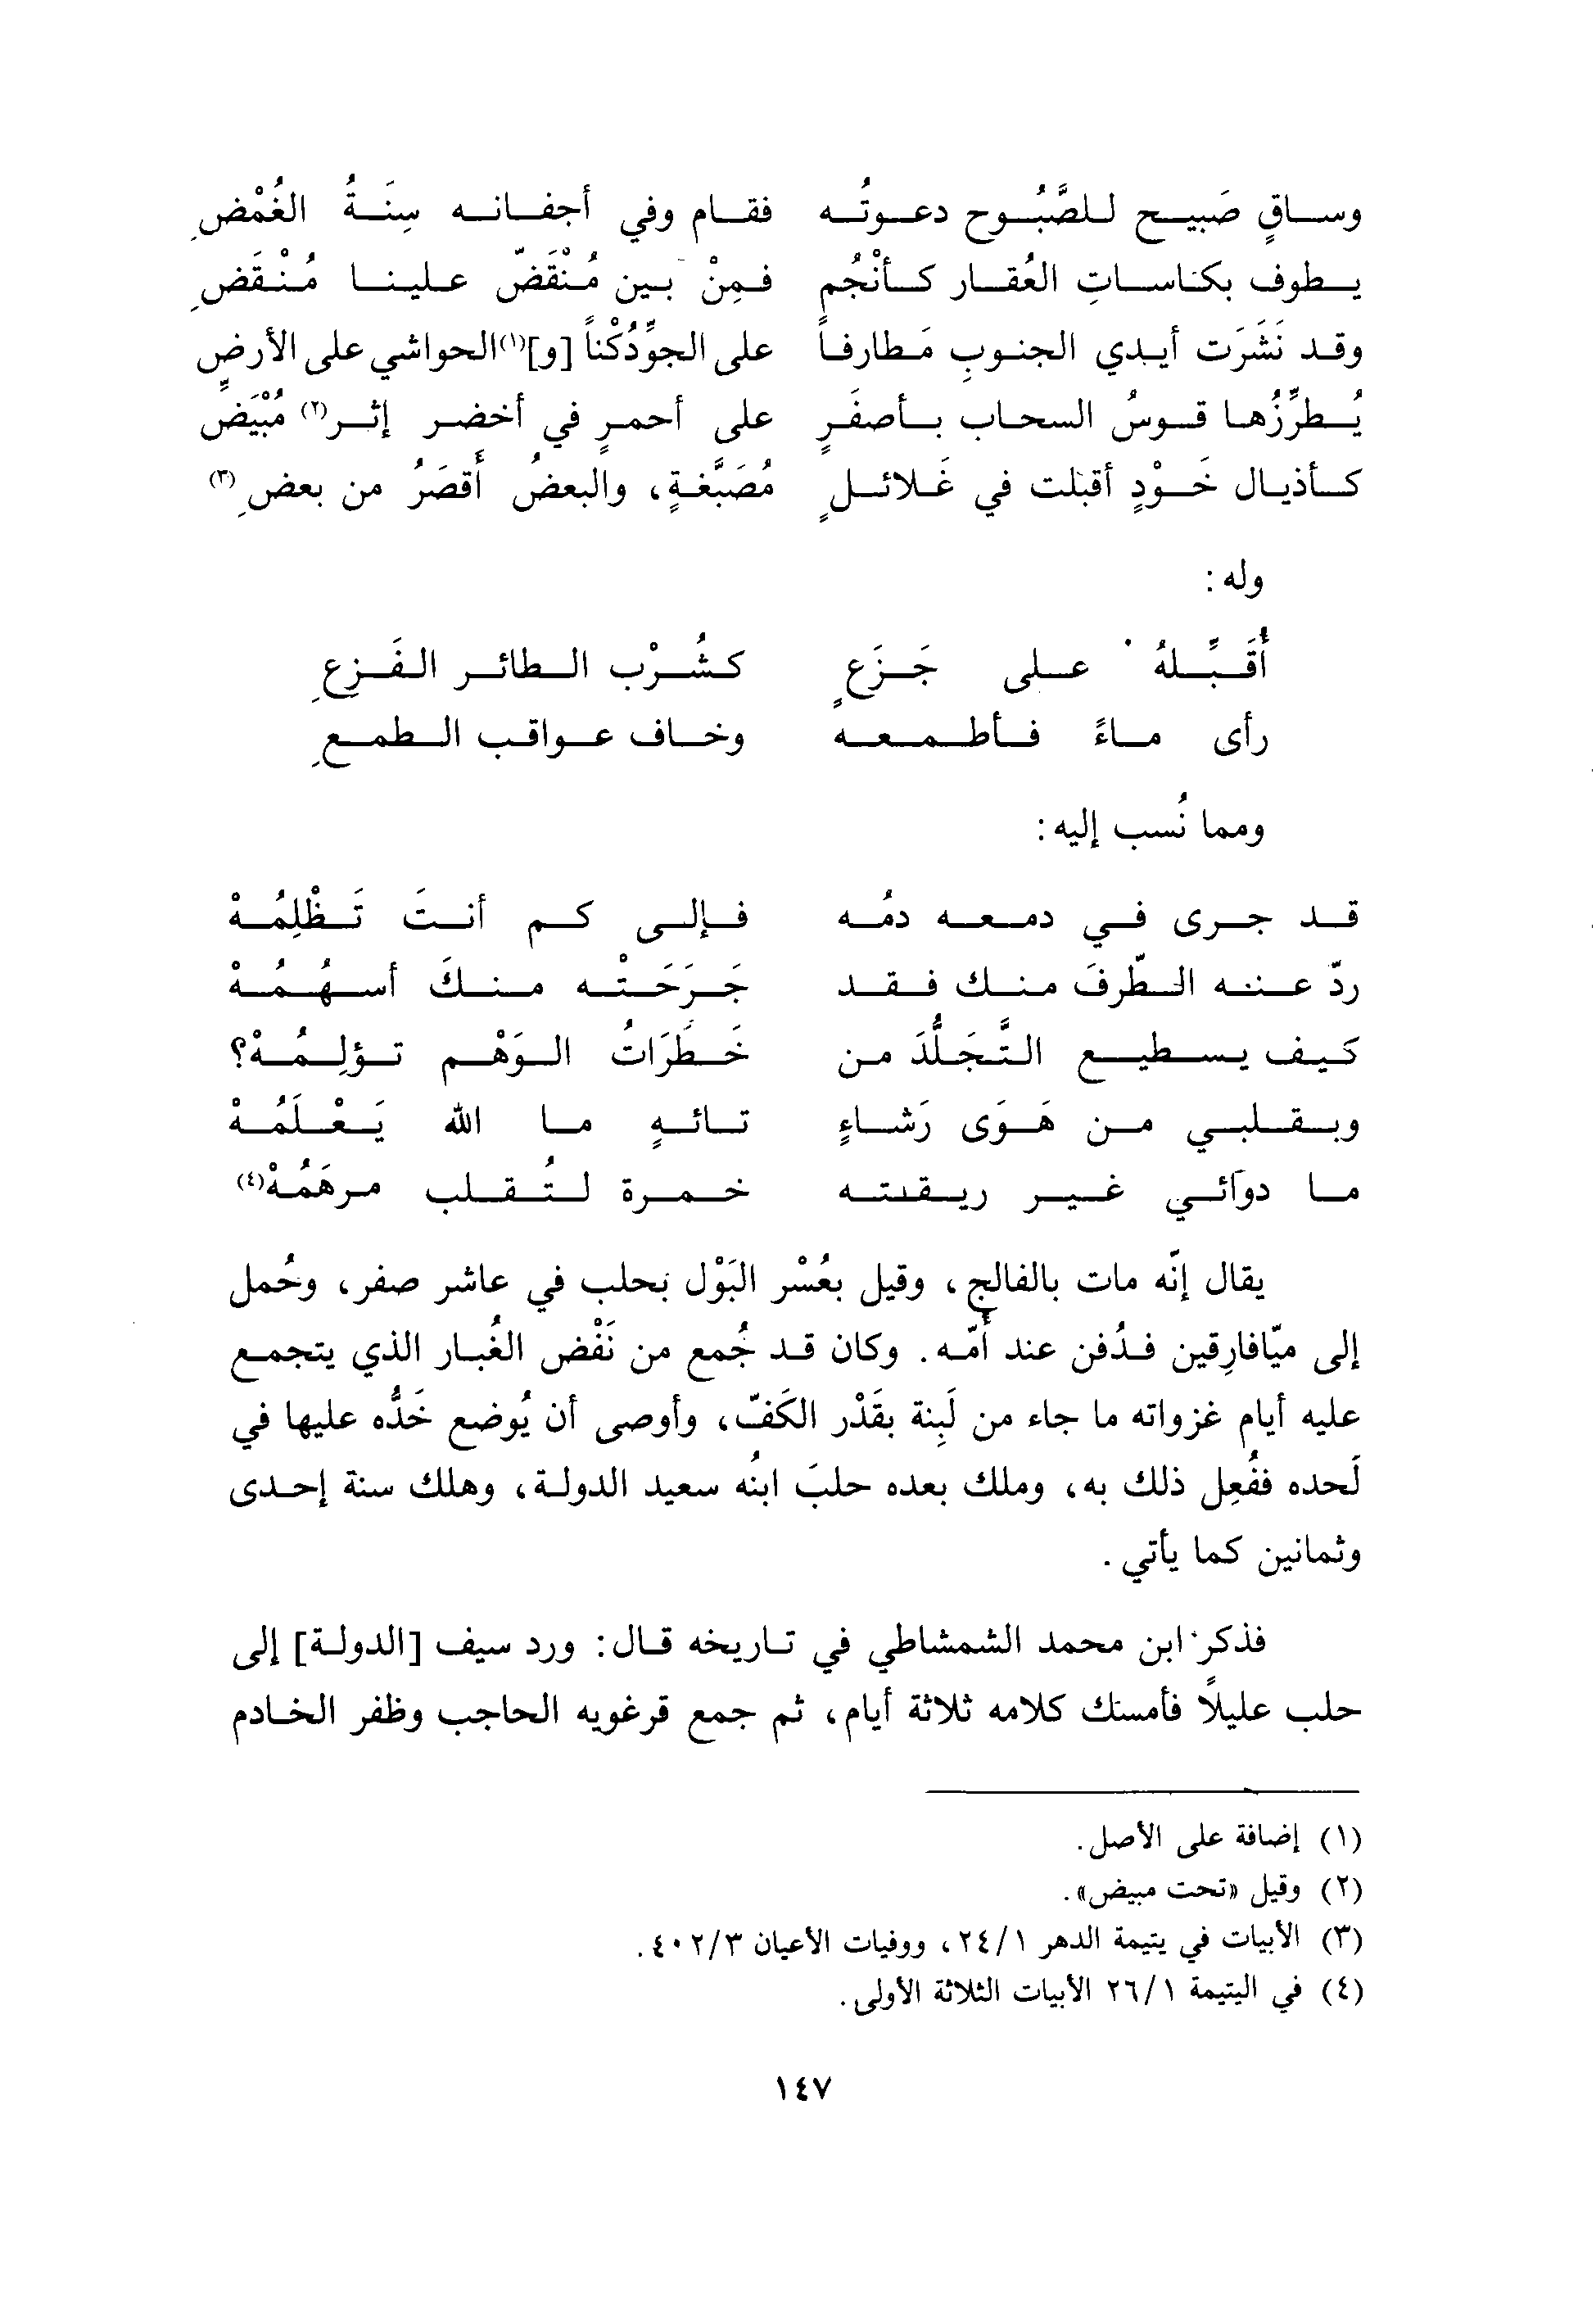 وساقٍ صَبيح للصَّبُوح دعوتُه فقام وفي أجفانه سِنَةُ الغُمْضِ
يطوف بكاساتِ العُقار كأنْجُم فمِنْ بين مُنْقَضّ علينا مُنْقَضِ
وقد نَشَرَت أيدي الجنوبِ مَطارفاً على الجوِّدُكْناً [و](١)الحواشي على الأرضِ
يُطرِّزُها قوسُ السحاب بأصفَرٍ على أحمرٍ في أخضر إثر(٢) مُبْيَضِّ
كأذيال خَوْدٍ أقبلت في غَلائلٍ مُصَبَّغةٍ، والبعضُ أقصَرُ من بعضِ(٣)
وله:
أُقَبِّلهُ على جَزَعٍ كشُرْب الطائر الفَزِعِ
رأى ماءً فأطمعه وخاف عواقب الطمعِ
ومما نُسب إليه:
قد جرى في دمعه دمُه فإلى كم أنتَ تَظْلِمُهْ
ردّ عنه الطّرفَ منك فقد جَرَحَتْه منكَ أسهُمُهْ
كيف يسطيع التَّجَلُّدَ من خَطَرَاتُ الوَهْم تؤلِمُهْ؟
وبقلبي من هَوَى رَشاءٍ تائهٍ ما الله يَعْلَمُهْ
ما دوآئي غير ريقته خمرة لتُقلب مرهَمُهْ(٤)
يقال إنّه مات بالفالج، وقيل بعُسْر البَوْل بحلب في عاشر صفر، وحُمل
إلى ميّافارِقين فدُفن عند أُمّه. وكان قد جُمع من نَفْض الغُبار الذي يتجمع
عليه أيام غزواته ما جاء من لَبِنة بقَدْر الكَفّ، وأوصى أن يُوضع خَدُّه عليها في
لَحده ففُعِل ذلك به، وملك بعده حلبَ ابنُه سعيد الدولة، وهلك سنة إحدى
وثمانين كما يأتي.
فذكر ابن محمد الشمشاطي في تاريخه قال: ورد سيف [الدولة] إلى
حلب عليلاً فأمسك كلامه ثلاثة أيام، ثم جمع قرغويه الحاجب وظفر الخادم
(١) إضافة على الأصل.
(٢) وقيل «تحت مبيض».
(٣) الأبيات في يتيمة الدهر ٢٤/١، ووفيات الأعيان ٤٠٢/٣.
(٤) في اليتيمة ٢٦/١ الأبيات الثلاثة الأولى.
١٤٧